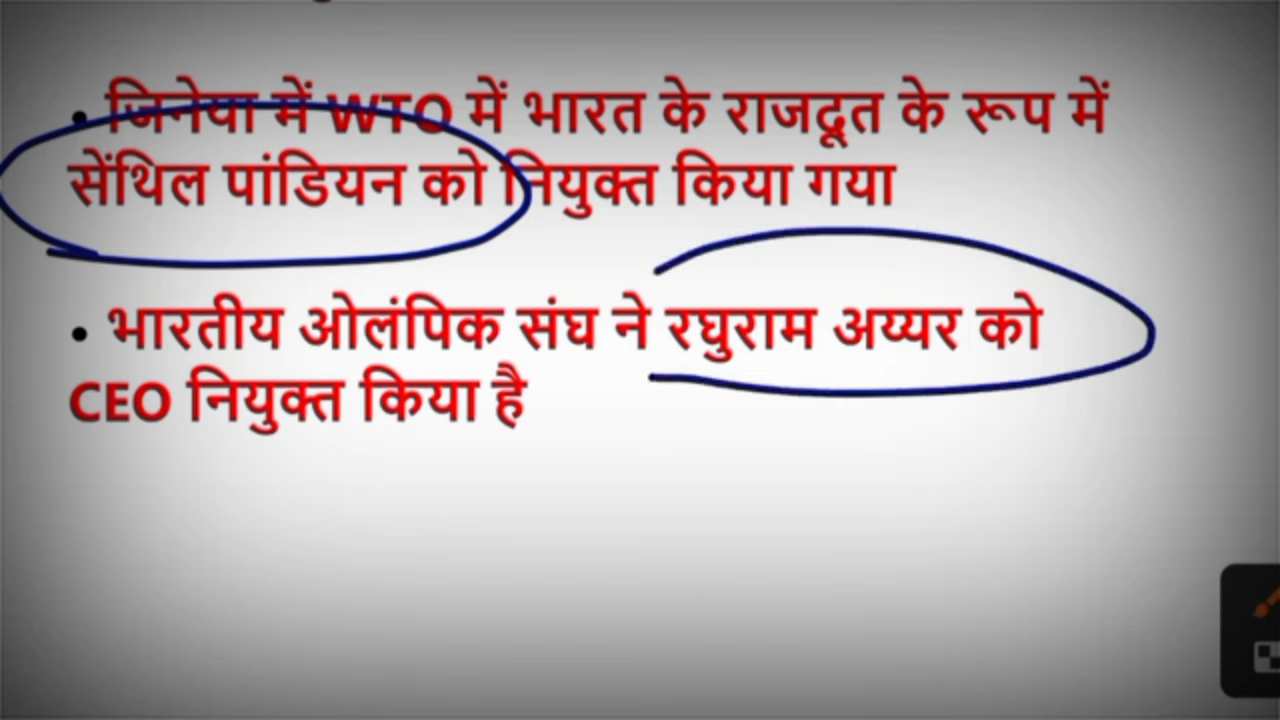 • जिनेवा में WTO में भारत के राजदूत के रूप में
सेंथिल पांडियन को नियुक्त किया गया
• भारतीय ओलंपिक संघ ने रघुराम अय्यर को
CEO नियुक्त किया है